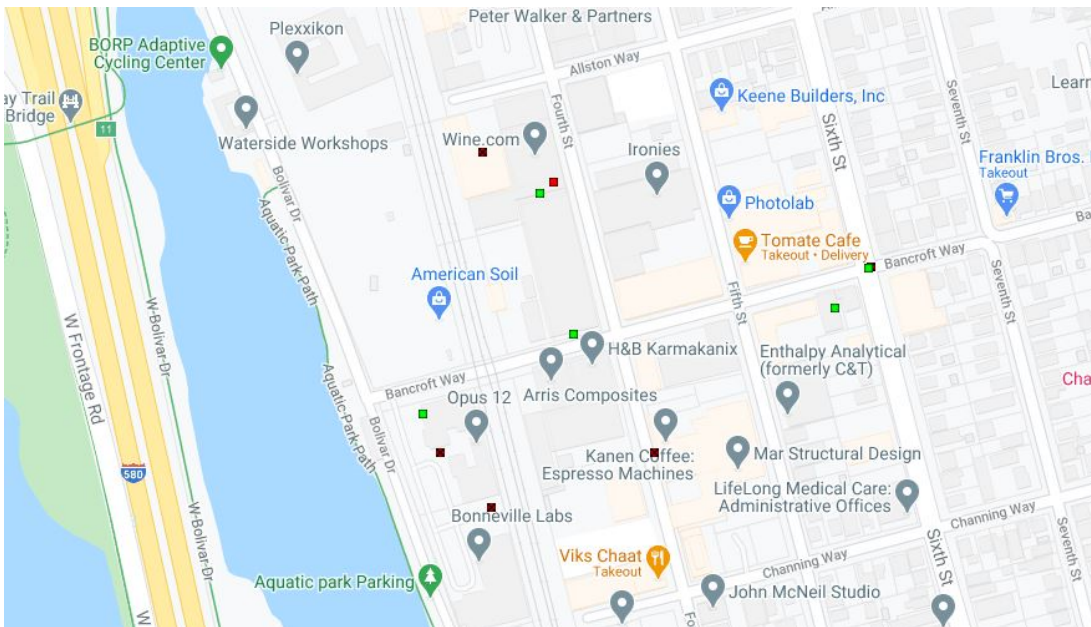 Peter Walker & Partners
Plexxikon
BORP Adaptive
Cycling Center
Allston Way
ay Trail
Bridge
11
Waterside Workshops
Wine.com
Fourth St
Ironies
Keene Builders, Inc
Sixth St
Seventh St
Learn
Franklin Bros.
Takeout
Bolivar Dr
Aquatic-Park-Path
Photolab
Tomate Cafe
Takeout • Delivery
Bancroft Way
Ba
American Soil
W Frontage Rd
W-Bolivar-Dr
Fifth St
Seventh St
H&B Karmakanix
Enthalpy Analytical
(formerly C&T)
Cha
Bancroft Way
Arris Composites
Opus 12
Aquatic-Park-Path
Bolivar Dr
Kanen Coffee:
Espresso Machines
Mar Structural Design
580
LifeLong Medical Care:
Administrative Offices
W-Bolivar-Dr
Bonneville Labs
Channing Way
Viks Chaat
Takeout
Channing Way
Sixth St
Seventh St
Aquatic park Parking
John McNeil Studio
W